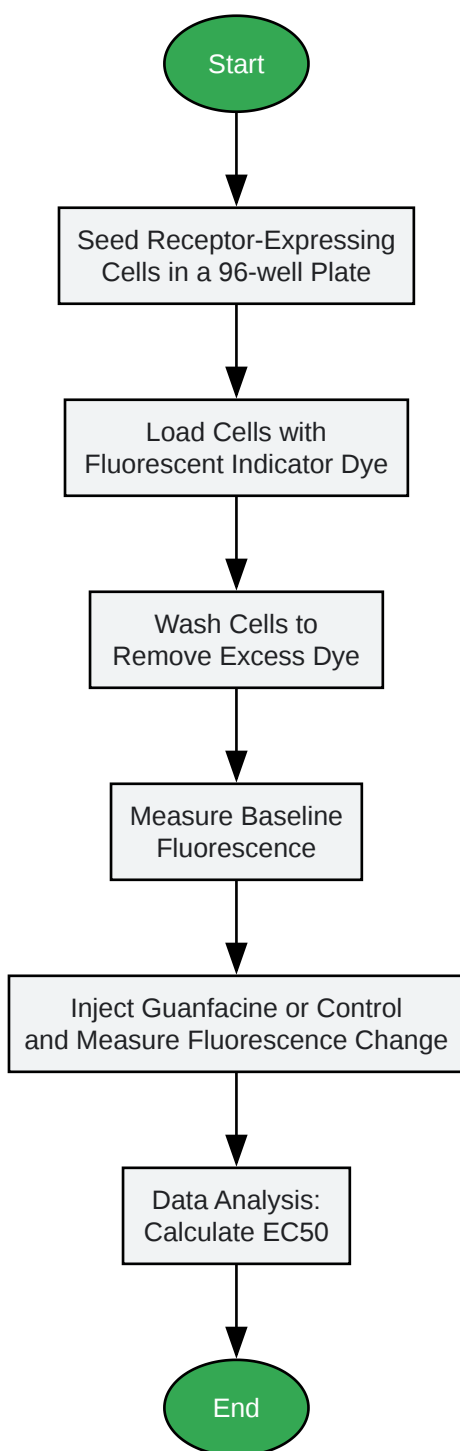 Start
Seed Receptor-Expressing
Cells in a 96-well Plate
Load Cells with
Fluorescent Indicator Dye
Wash Cells to
Remove Excess Dye
Measure Baseline
Fluorescence
Inject Guanfacine or Control
and Measure Fluorescence Change
Data Analysis:
Calculate EC50
End